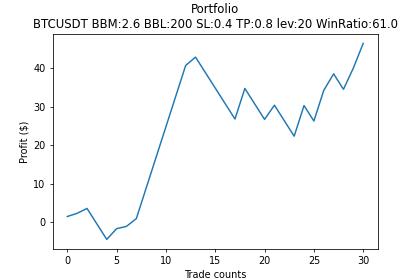 Portfolio
BTCUSDT BBM:2.6 BBL:200 SL:0.4 TP:0.8 lev:20 WinRatio:61.0
40
30
20
10
0
Profit ($)
0 5 10 15 20 25 30
Trade counts